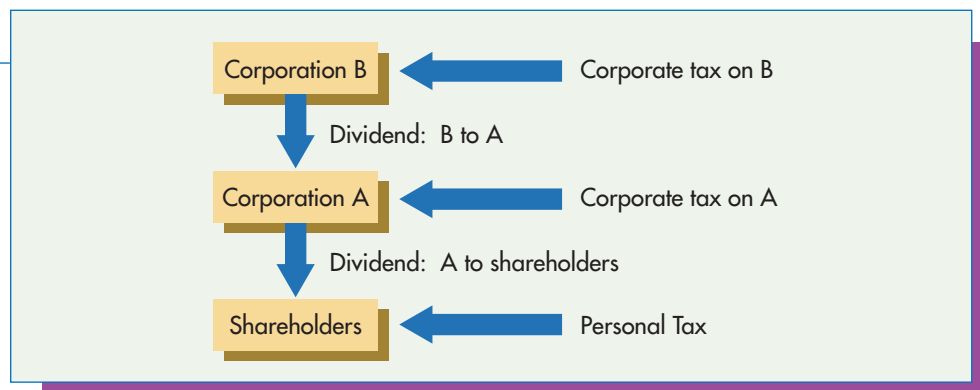 Corporation B
Corporate tax on B
Dividend: B to A
Corporation A
Corporate tax on A
Dividend: A to shareholders
Shareholders
Personal Tax